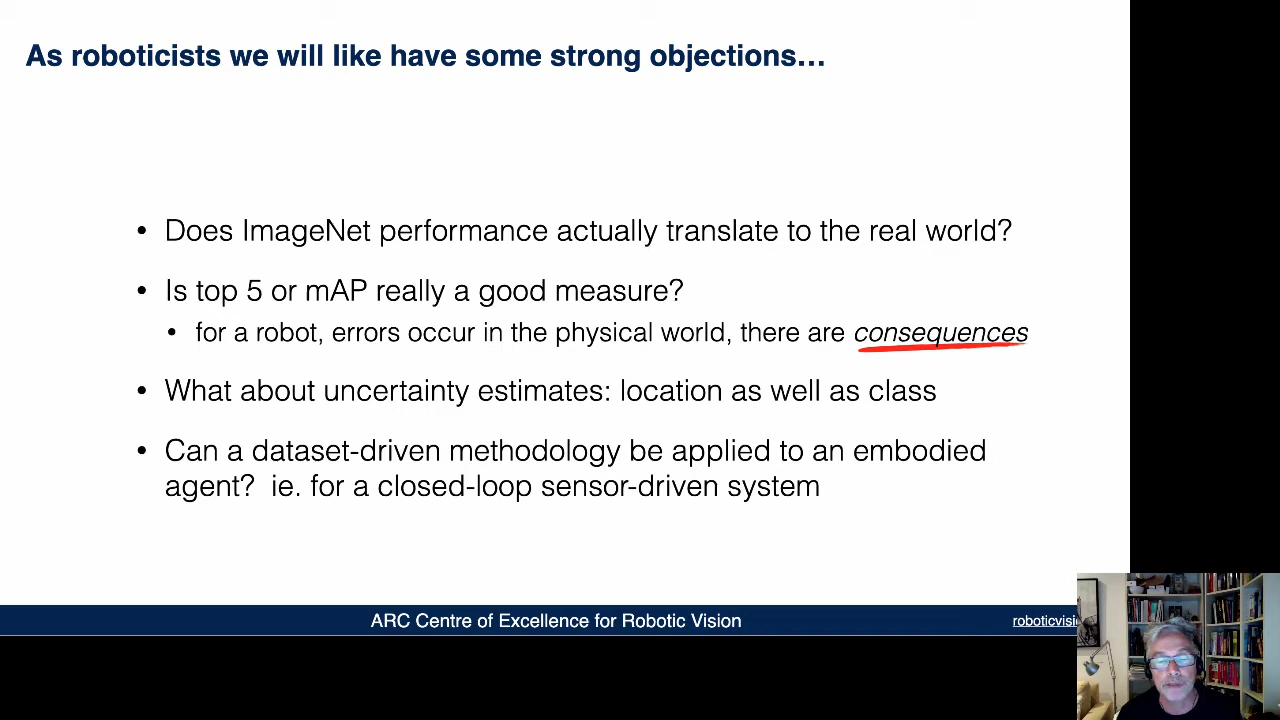 As roboticists we will like have some strong objections...
• Does ImageNet performance actually translate to the real world?
• Is top 5 or mAP really a good measure?
• for a robot, errors occur in the physical world, there are consequences
• What about uncertainty estimates: location as well as class
• Can a dataset-driven methodology be applied to an embodied
agent? ie. for a closed-loop sensor-driven system
ARC Centre of Excellence for Robotic Vision